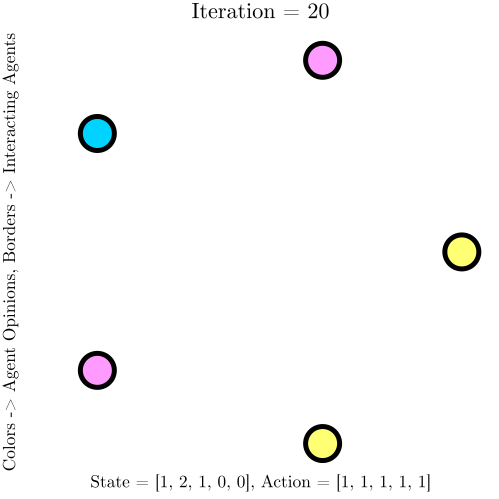 Iteration = 20
Colors -> Agent Opinions, Borders -> Interacting Agents
State = [1, 2, 1, 0, 0], Action = [1, 1, 1, 1, 1]